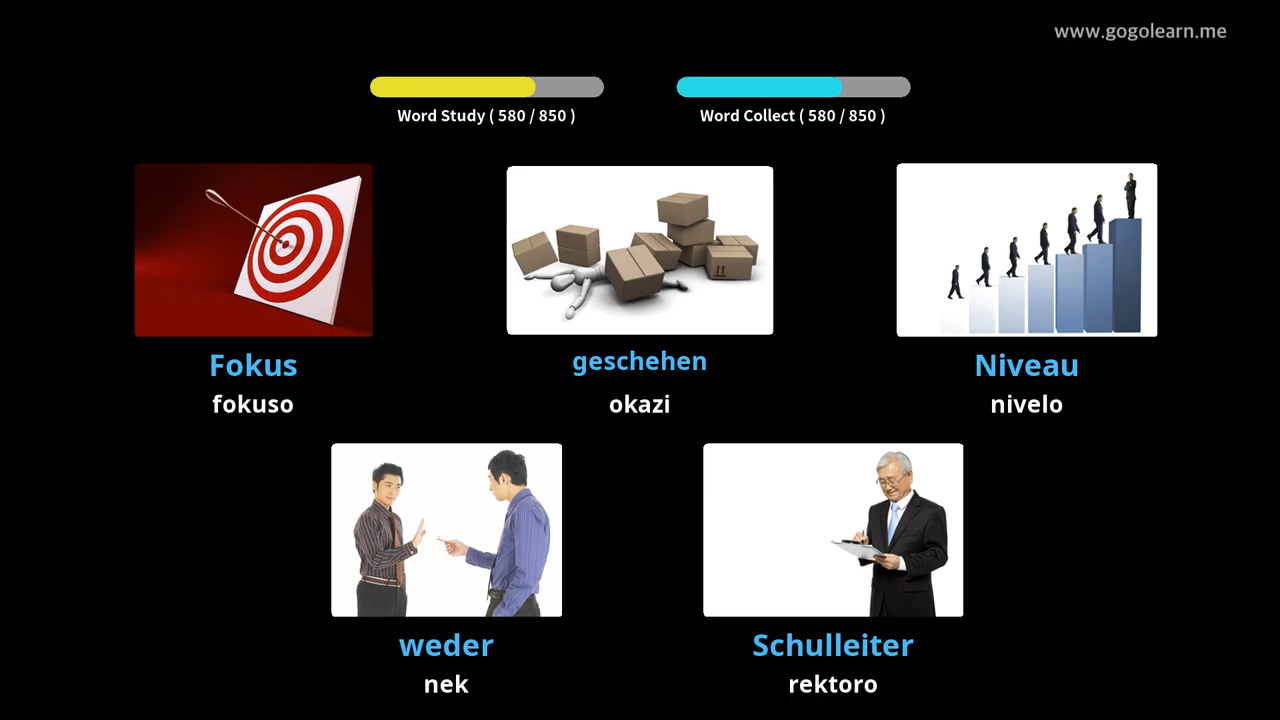 www.gogolearn.me
Word Study ( 580 / 850 )
Word Collect ( 580 / 850 )
Fokus
fokuso
geschehen
okazi
Niveau
nivelo
weder
nek
Schulleiter
rektoro